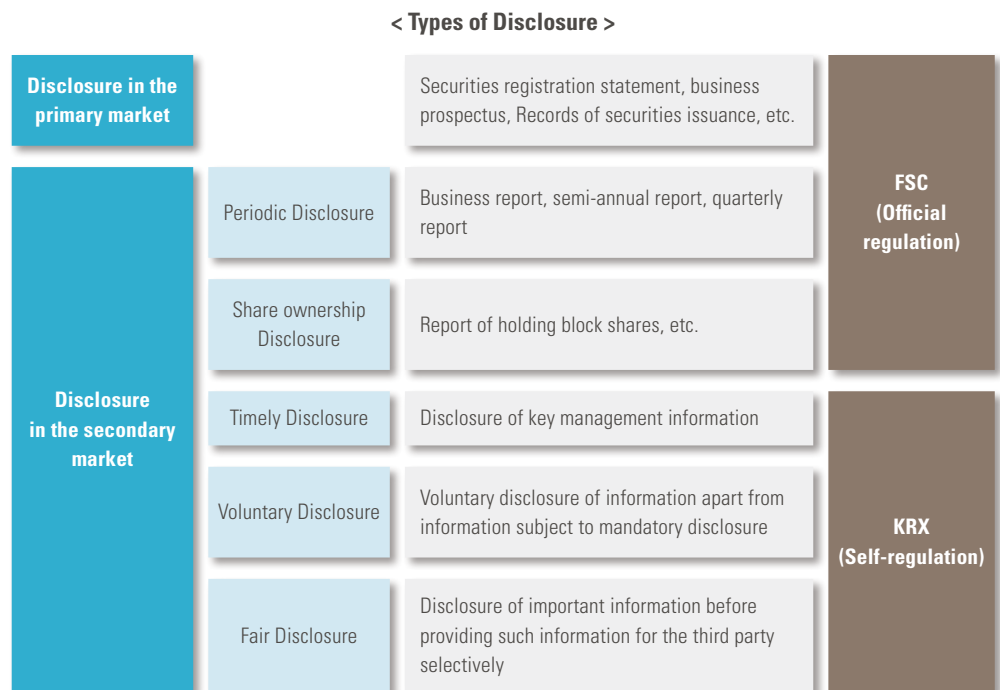 < Types of Disclosure >
Disclosure in the
primary market
Securities registration statement, business
prospectus, Records of securities issuance, etc.
FSC
(Official
regulation)
Disclosure
in the secondary
market
Periodic Disclosure
Business report, semi-annual report, quarterly
report
Share ownership
Disclosure
Report of holding block shares, etc.
Timely Disclosure
Disclosure of key management information
Voluntary Disclosure
Voluntary disclosure of information apart from
information subject to mandatory disclosure
Fair Disclosure
Disclosure of important information before
providing such information for the third party
selectively
KRX
(Self-regulation)